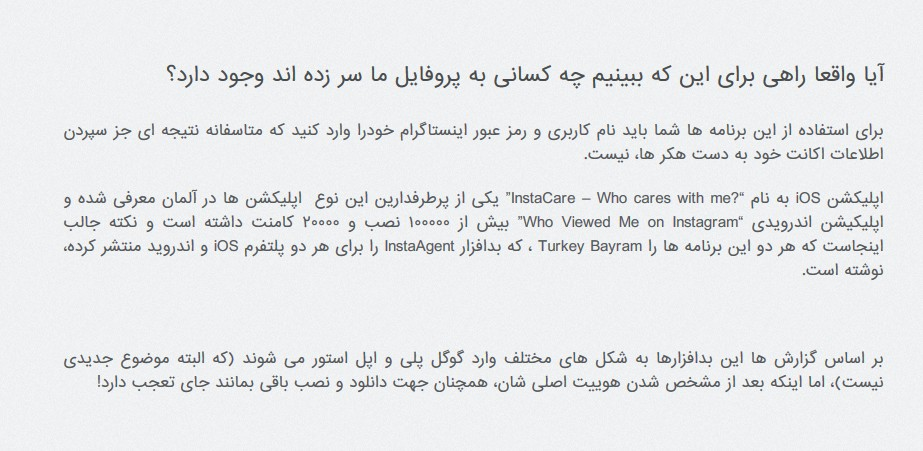 آیا واقعا راهی برای این که ببینیم چه کسانی به پروفایل ما سر زده اند وجود دارد؟
برای استفاده از این برنامه ها شما باید نام کاربری و رمز عبور اینستاگرام خودرا وارد کنید که متاسفانه نتیجه ای جز سپردن
اطلاعات اکانت خود به دست هکر ها، نیست.
اپلیکشن iOS به نام “InstaCare – Who cares with me?” یکی از پرطرفدارین این نوع اپلیکشن ها در آلمان معرفی شده و
اپلیکیشن اندرویدی “Who Viewed Me on Instagram” بیش از ۱۰۰۰۰۰ نصب و ۲۰۰۰۰ کامنت داشته است و نکته جالب
اینجاست که هر دو این برنامه ها را Turkey Bayram ، که بدافزار InstaAgent را برای هر دو پلتفرم iOS و اندروید منتشر کرده،
نوشته است.
بر اساس گزارش ها این بدافزارها به شکل های مختلف وارد گوگل پلی و اپل استور می شوند (که البته موضوع جدیدی
نیست)، اما اینکه بعد از مشخص شدن هوییت اصلی شان، همچنان جهت دانلود و نصب باقی بمانند جای تعجب دارد!